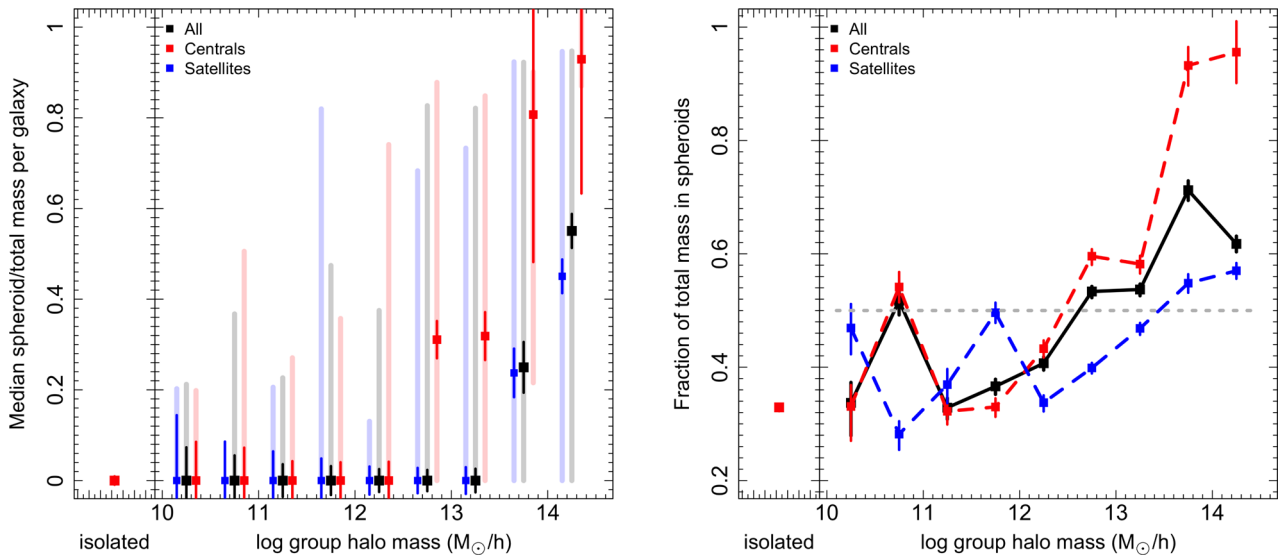 Median spheroid/total mass per galaxy
0 0.2 0.4 0.6 0.8 1
All
Centrals
Satellites
10 11 12 13 14
isolated
log group halo mass (M⊙/h)
Fraction of total mass in spheroids
0.2 0.4 0.6 0.8 1
All
Centrals
Satellites
10 11 12 13 14
isolated
log group halo mass (M⊙/h)